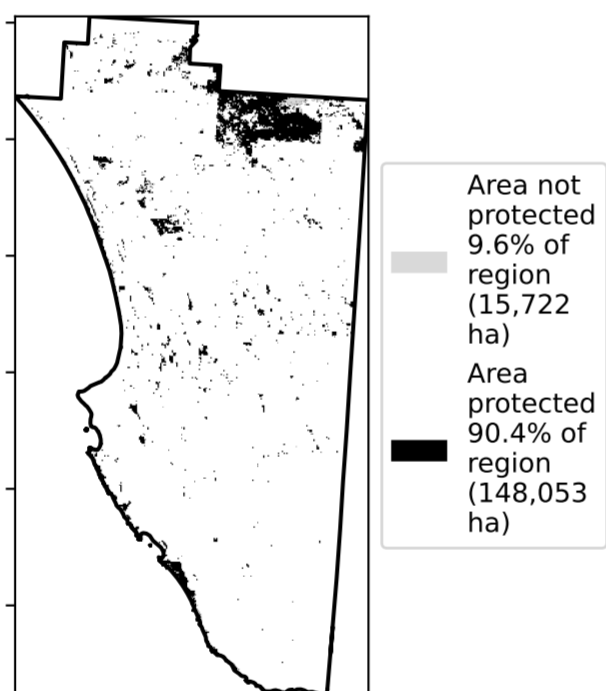 Area not
protected
9.6% of
region
(15,722
ha)
Area
protected
90.4% of
region
(148,053
ha)